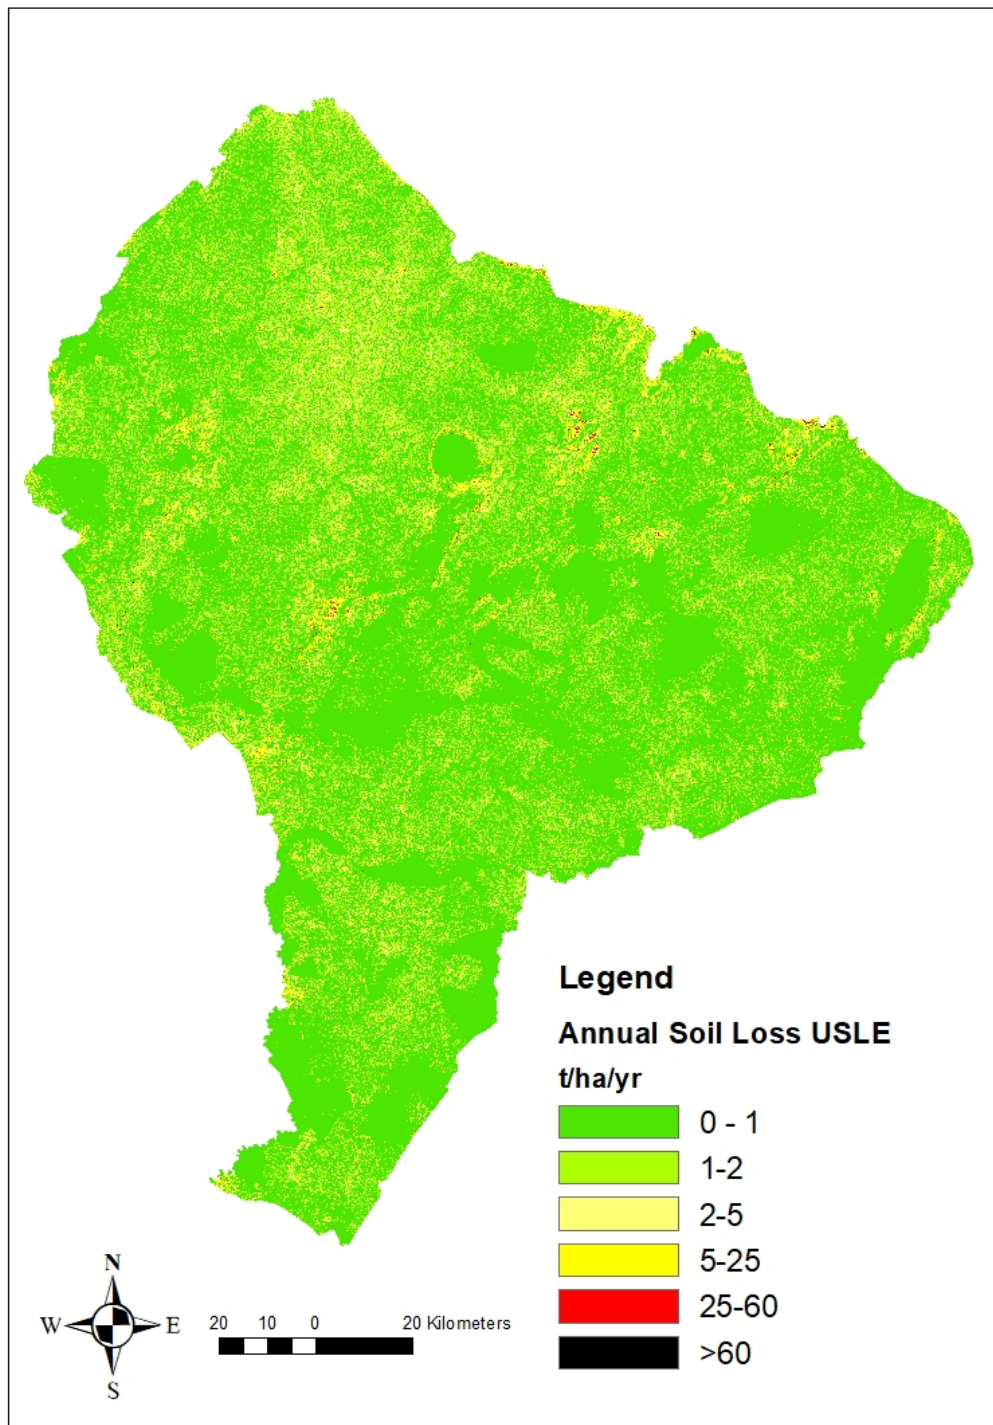 Legend
Annual Soil Loss USLE
t/ha/yr
0 - 1
1-2
2-5
5-25
25-60
>60
N
W E
S
20 10 0 20 Kilometers